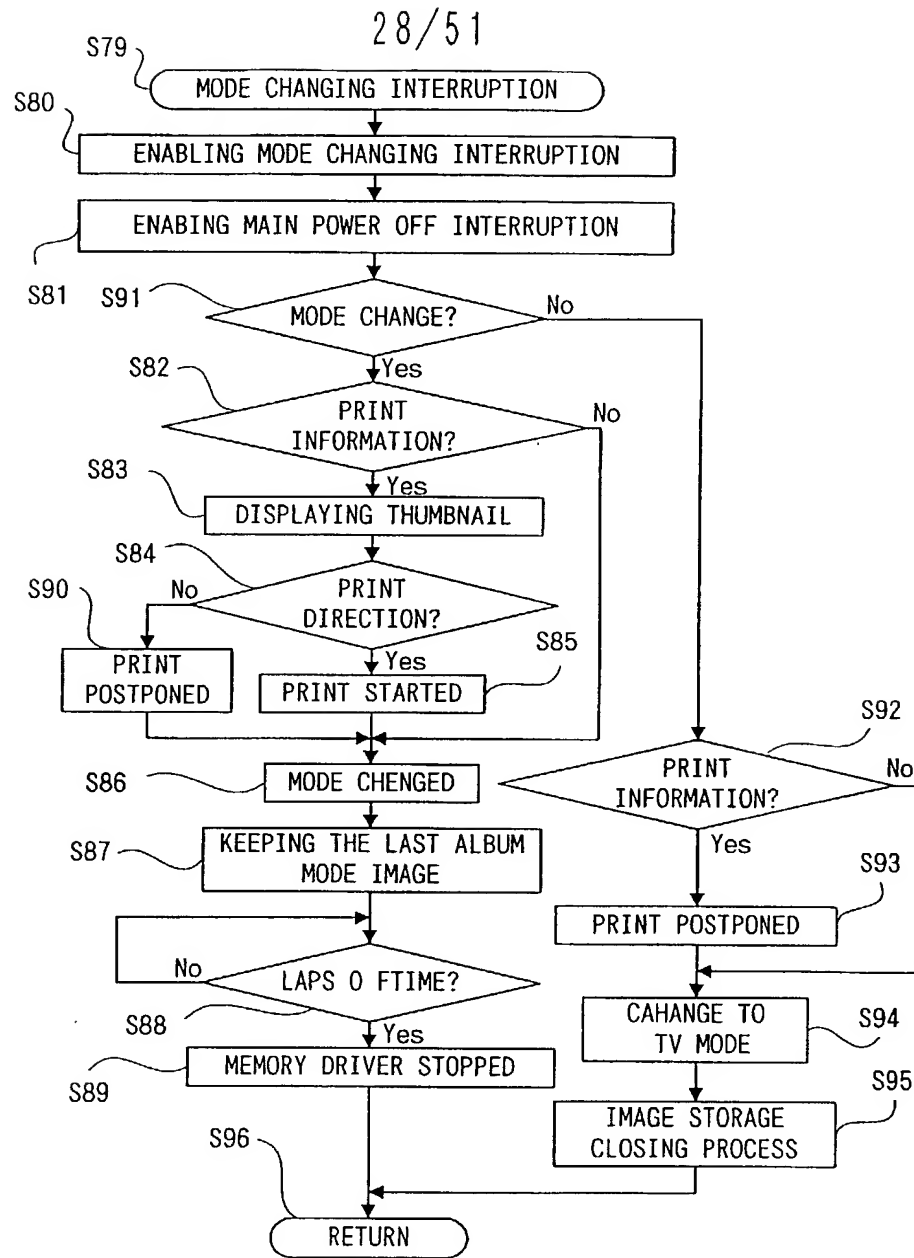 28/51
S79
MODE CHANGING INTERRUPTION
S80
ENABLING MODE CHANGING INTERRUPTION
ENABING MAIN POWER OFF INTERRUPTION
S81
S91
MODE CHANGE?
No
Yes
S82
PRINT
INFORMATION?
No
Yes
S83
DISPLAYING THUMBNAIL
S84
PRINT
DIRECTION?
No
S90
PRINT
POSTPONED
Yes
S85
PRINT STARTED
S86
MODE CHENGED
S87
KEEPING THE LAST ALBUM
MODE IMAGE
LAPS O FTIME?
No
S88
Yes
MEMORY DRIVER STOPPED
S89
S92
PRINT
INFORMATION?
No
Yes
S93
PRINT POSTPONED
CAHANGE TO
TV MODE
S94
S95
IMAGE STORAGE
CLOSING PROCESS
S96
RETURN